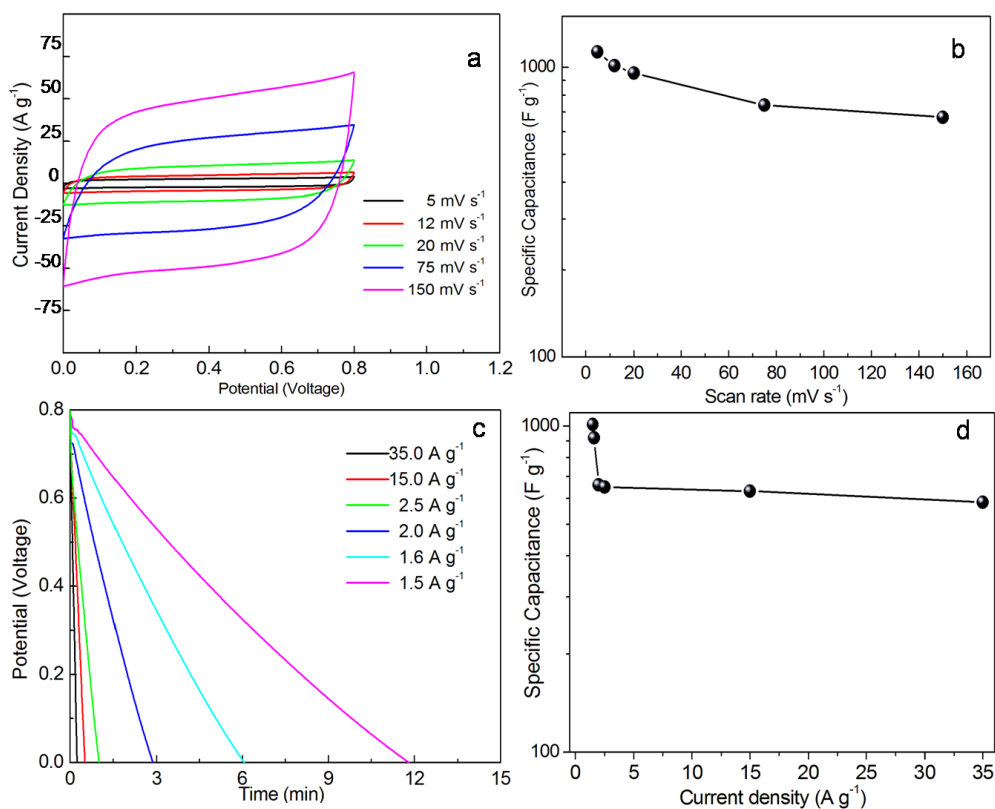 a
75
50
25
0
-25
-50
-75
Current Density (A g⁻¹)
5 mV s⁻¹
12 mV s⁻¹
20 mV s⁻¹
75 mV s⁻¹
150 mV s⁻¹
0.0 0.2 0.4 0.6 0.8 1.0 1.2
Potential (Voltage)
b
1000
100
Specific Capacitance (F g⁻¹)
0 20 40 60 80 100 120 140 160
Scan rate (mV s⁻¹)
c
0.8
0.6
0.4
0.2
0.0
Potential (Voltage)
35.0 A g⁻¹
15.0 A g⁻¹
2.5 A g⁻¹
2.0 A g⁻¹
1.6 A g⁻¹
1.5 A g⁻¹
0 3 6 9 12 15
Time (min)
d
1000
100
Specific Capacitance (F g⁻¹)
0 5 10 15 20 25 30 35
Current density (A g⁻¹)